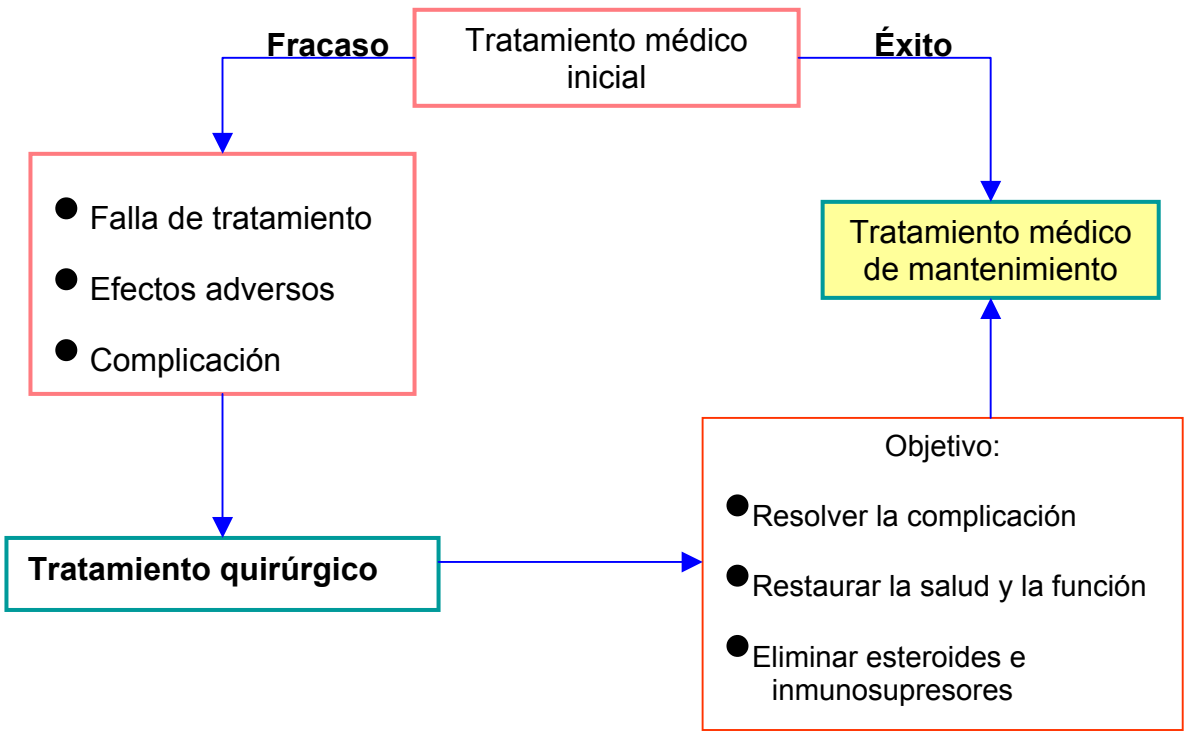 Fracaso
Tratamiento médico
inicial
Éxito
● Falla de tratamiento
● Efectos adversos
● Complicación
Tratamiento médico
de mantenimiento
Tratamiento quirúrgico
Objetivo:
● Resolver la complicación
● Restaurar la salud y la función
● Eliminar esteroides e
inmunosupresores